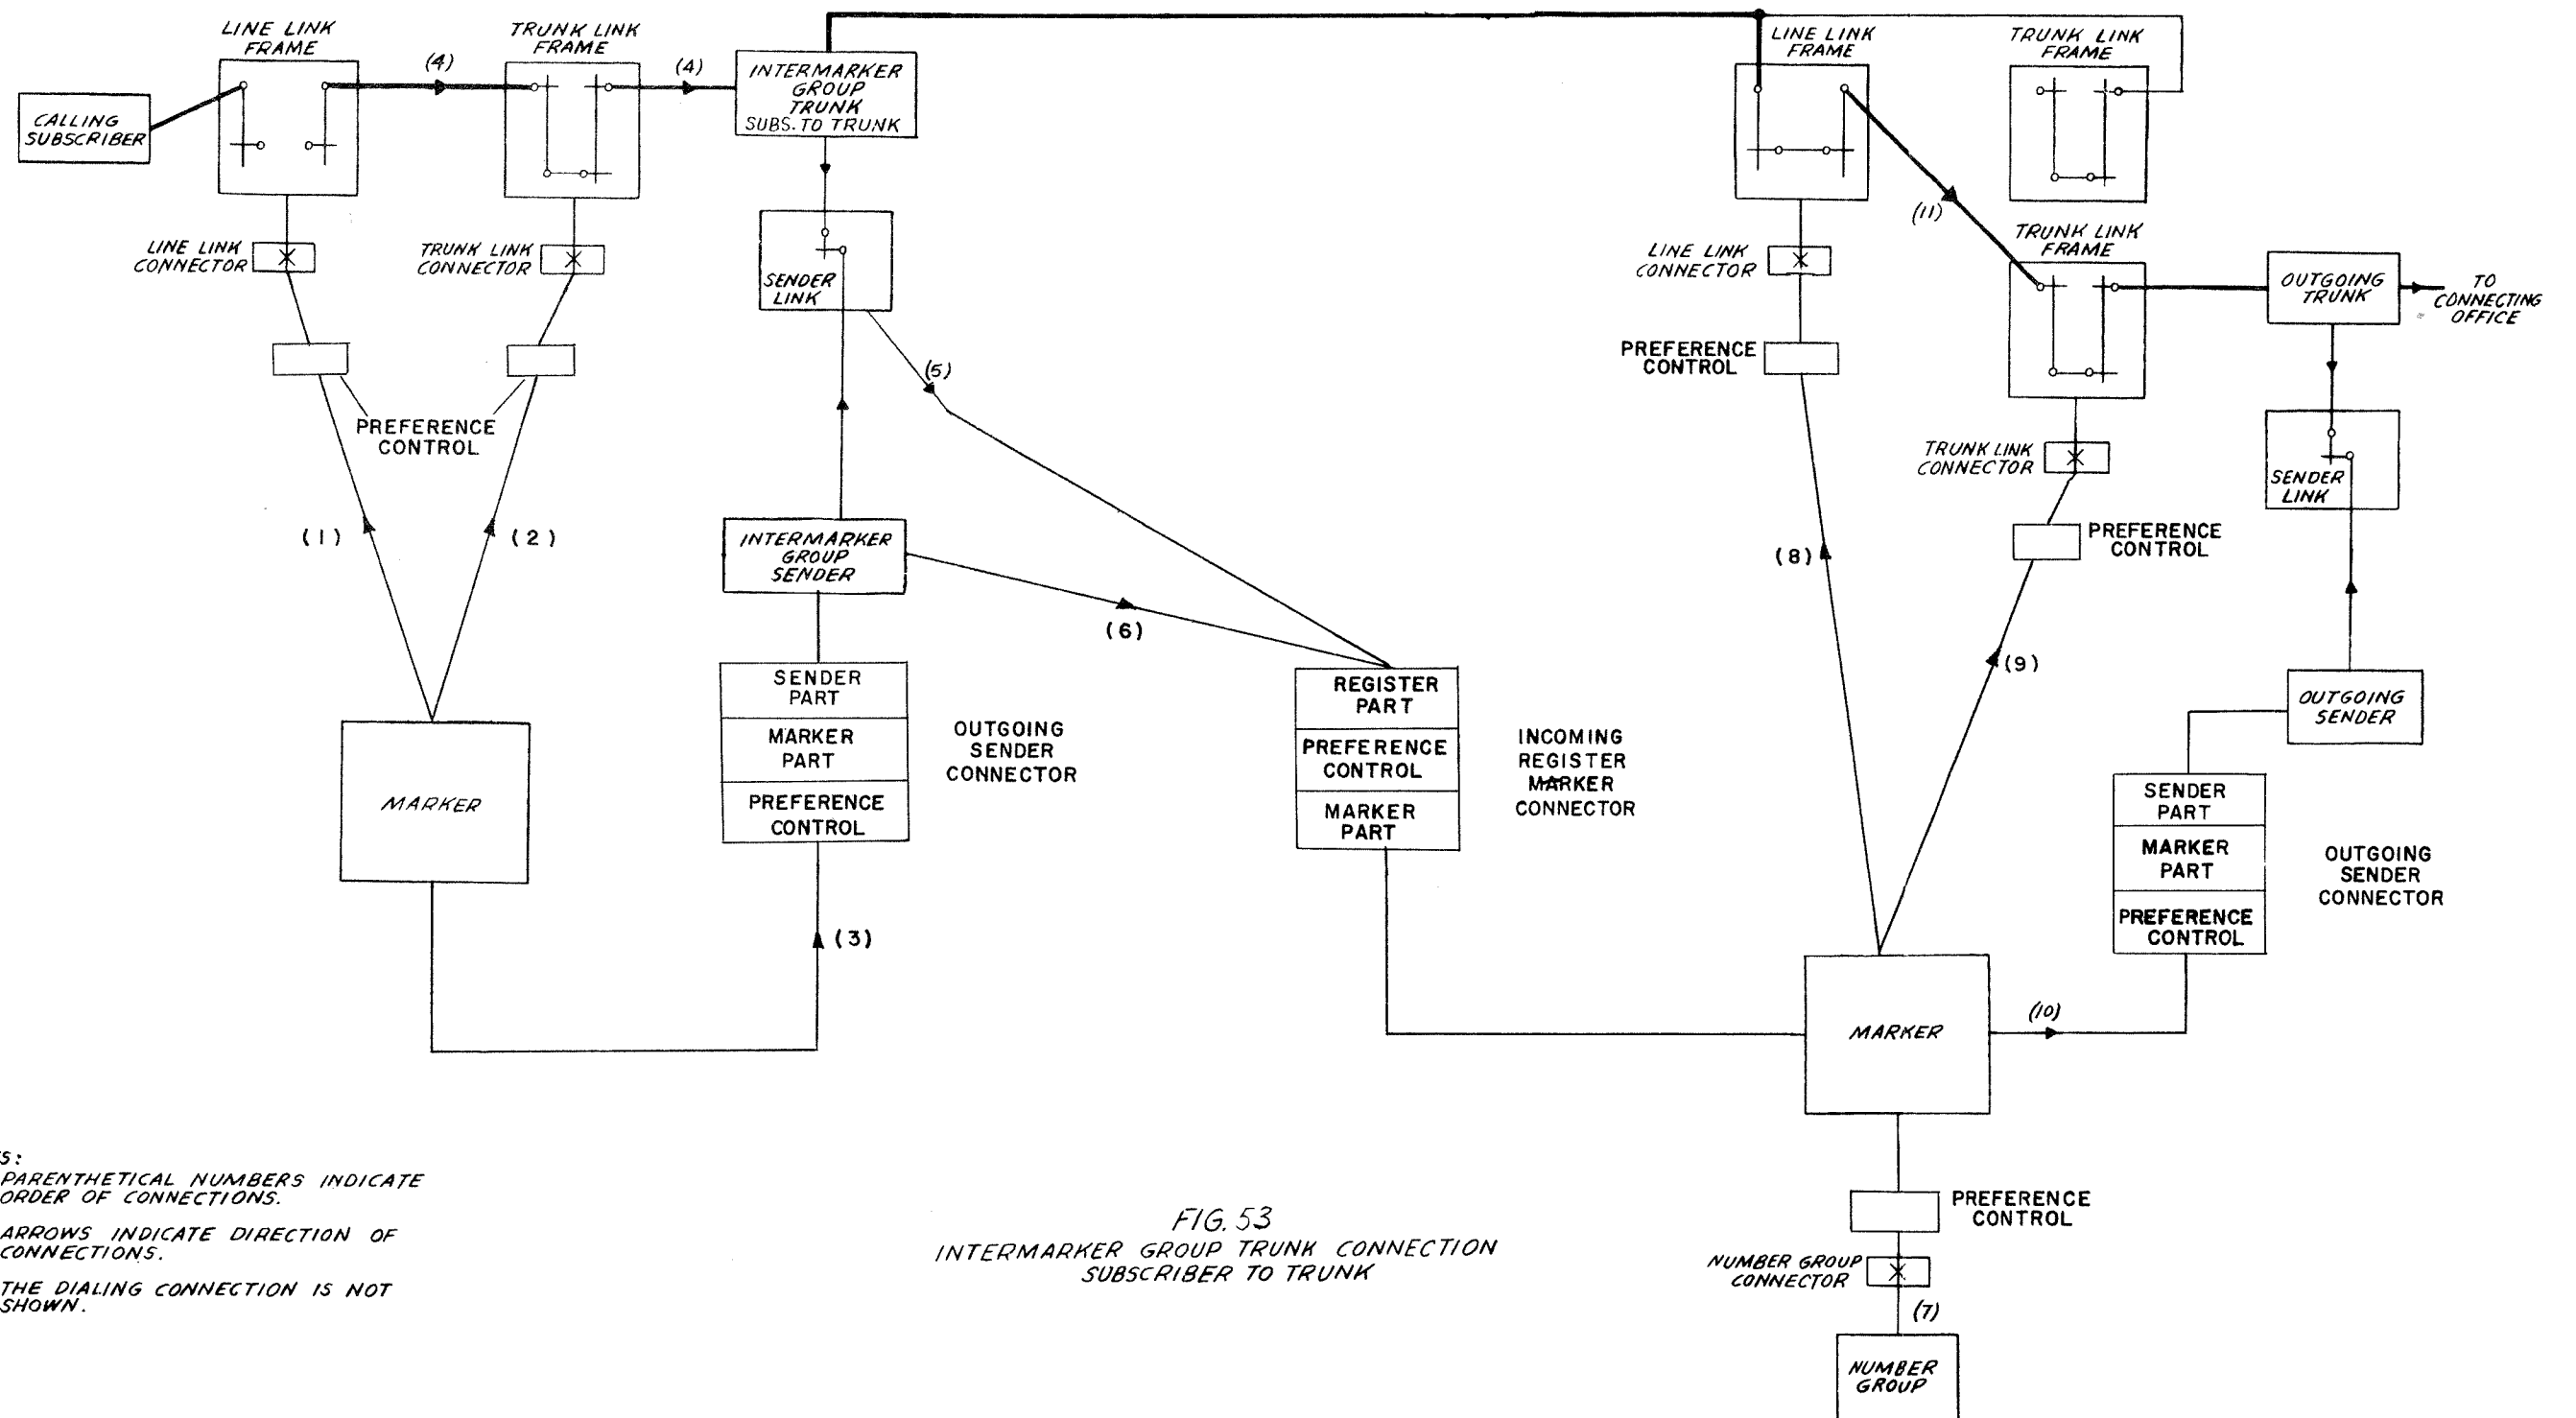 LINE LINK
FRAME
TRUNK LINK
FRAME
(4)
(4)
CALLING
SUBSCRIBER
INTERMARKER
GROUP
TRUNK
SUBS. TO TRUNK
LINE LINK
CONNECTOR
TRUNK LINK
CONNECTOR
SENDER
LINK
PREFERENCE
CONTROL
(5)
(1)
(2)
INTERMARKER
GROUP
SENDER
(6)
MARKER
SENDER
PART
MARKER
PART
PREFERENCE
CONTROL
OUTGOING
SENDER
CONNECTOR
(3)
REGISTER
PART
PREFERENCE
CONTROL
MARKER
PART
INCOMING
REGISTER
MARKER
CONNECTOR
LINE LINK
FRAME
TRUNK LINK
FRAME
(11)
LINE LINK
CONNECTOR
TRUNK LINK
FRAME
OUTGOING
TRUNK
TO
CONNECTING
OFFICE
PREFERENCE
CONTROL
TRUNK LINK
CONNECTOR
SENDER
LINK
PREFERENCE
CONTROL
(8)
(9)
OUTGOING
SENDER
SENDER
PART
MARKER
PART
PREFERENCE
CONTROL
OUTGOING
SENDER
CONNECTOR
MARKER
(10)
PREFERENCE
CONTROL
NUMBER GROUP
CONNECTOR
(7)
NUMBER
GROUP
S:
PARENTHETICAL NUMBERS INDICATE
ORDER OF CONNECTIONS.
ARROWS INDICATE DIRECTION OF
CONNECTIONS.
THE DIALING CONNECTION IS NOT
SHOWN.
FIG. 53
INTERMARKER GROUP TRUNK CONNECTION
SUBSCRIBER TO TRUNK